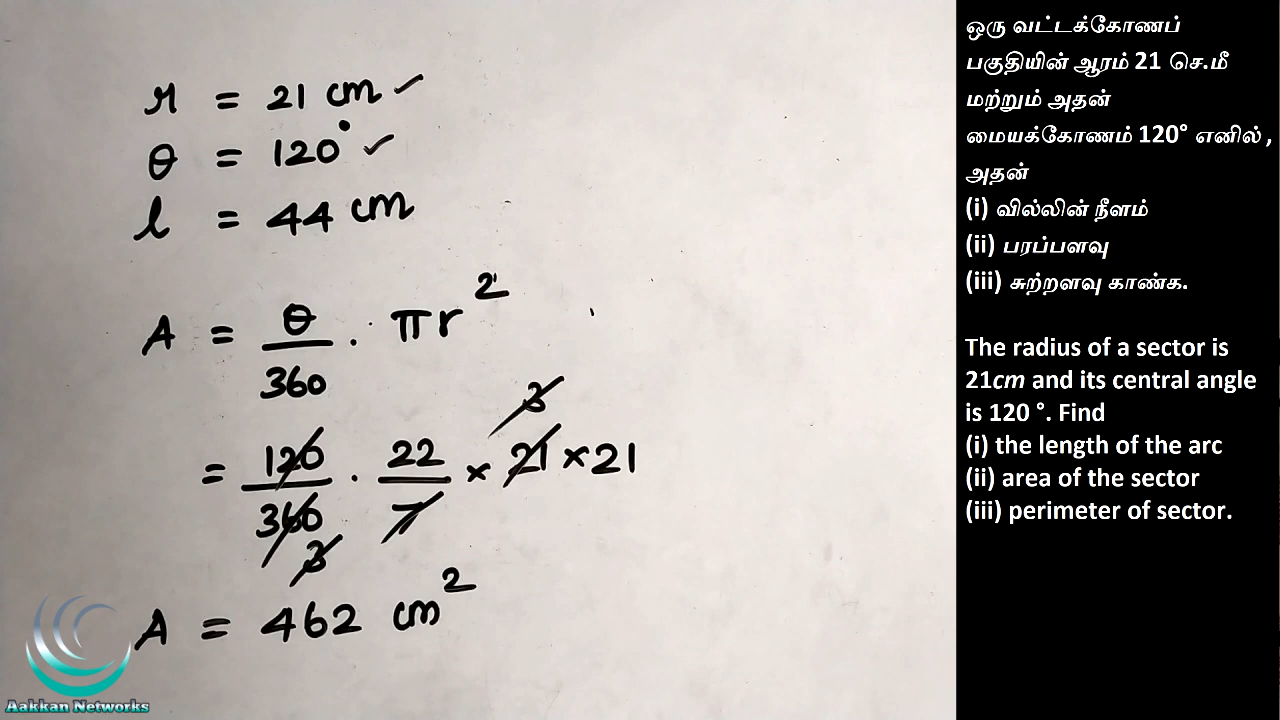 r = 21 cm ✓
θ = 120° ✓
l = 44 cm
A = θ/360 . πr²
= 120/360 . 22/7 × 21 × 21
3
3
A = 462 cm²
Aakkan Networks
ஒரு வட்டக்கோணப்
பகுதியின் ஆரம் 21 செ.மீ
மற்றும் அதன்
மையக்கோணம் 120° எனில் ,
அதன்
(i) வில்லின் நீளம்
(ii) பரப்பளவு
(iii) சுற்றளவு காண்க.
The radius of a sector is
21cm and its central angle
is 120 °. Find
(i) the length of the arc
(ii) area of the sector
(iii) perimeter of sector.